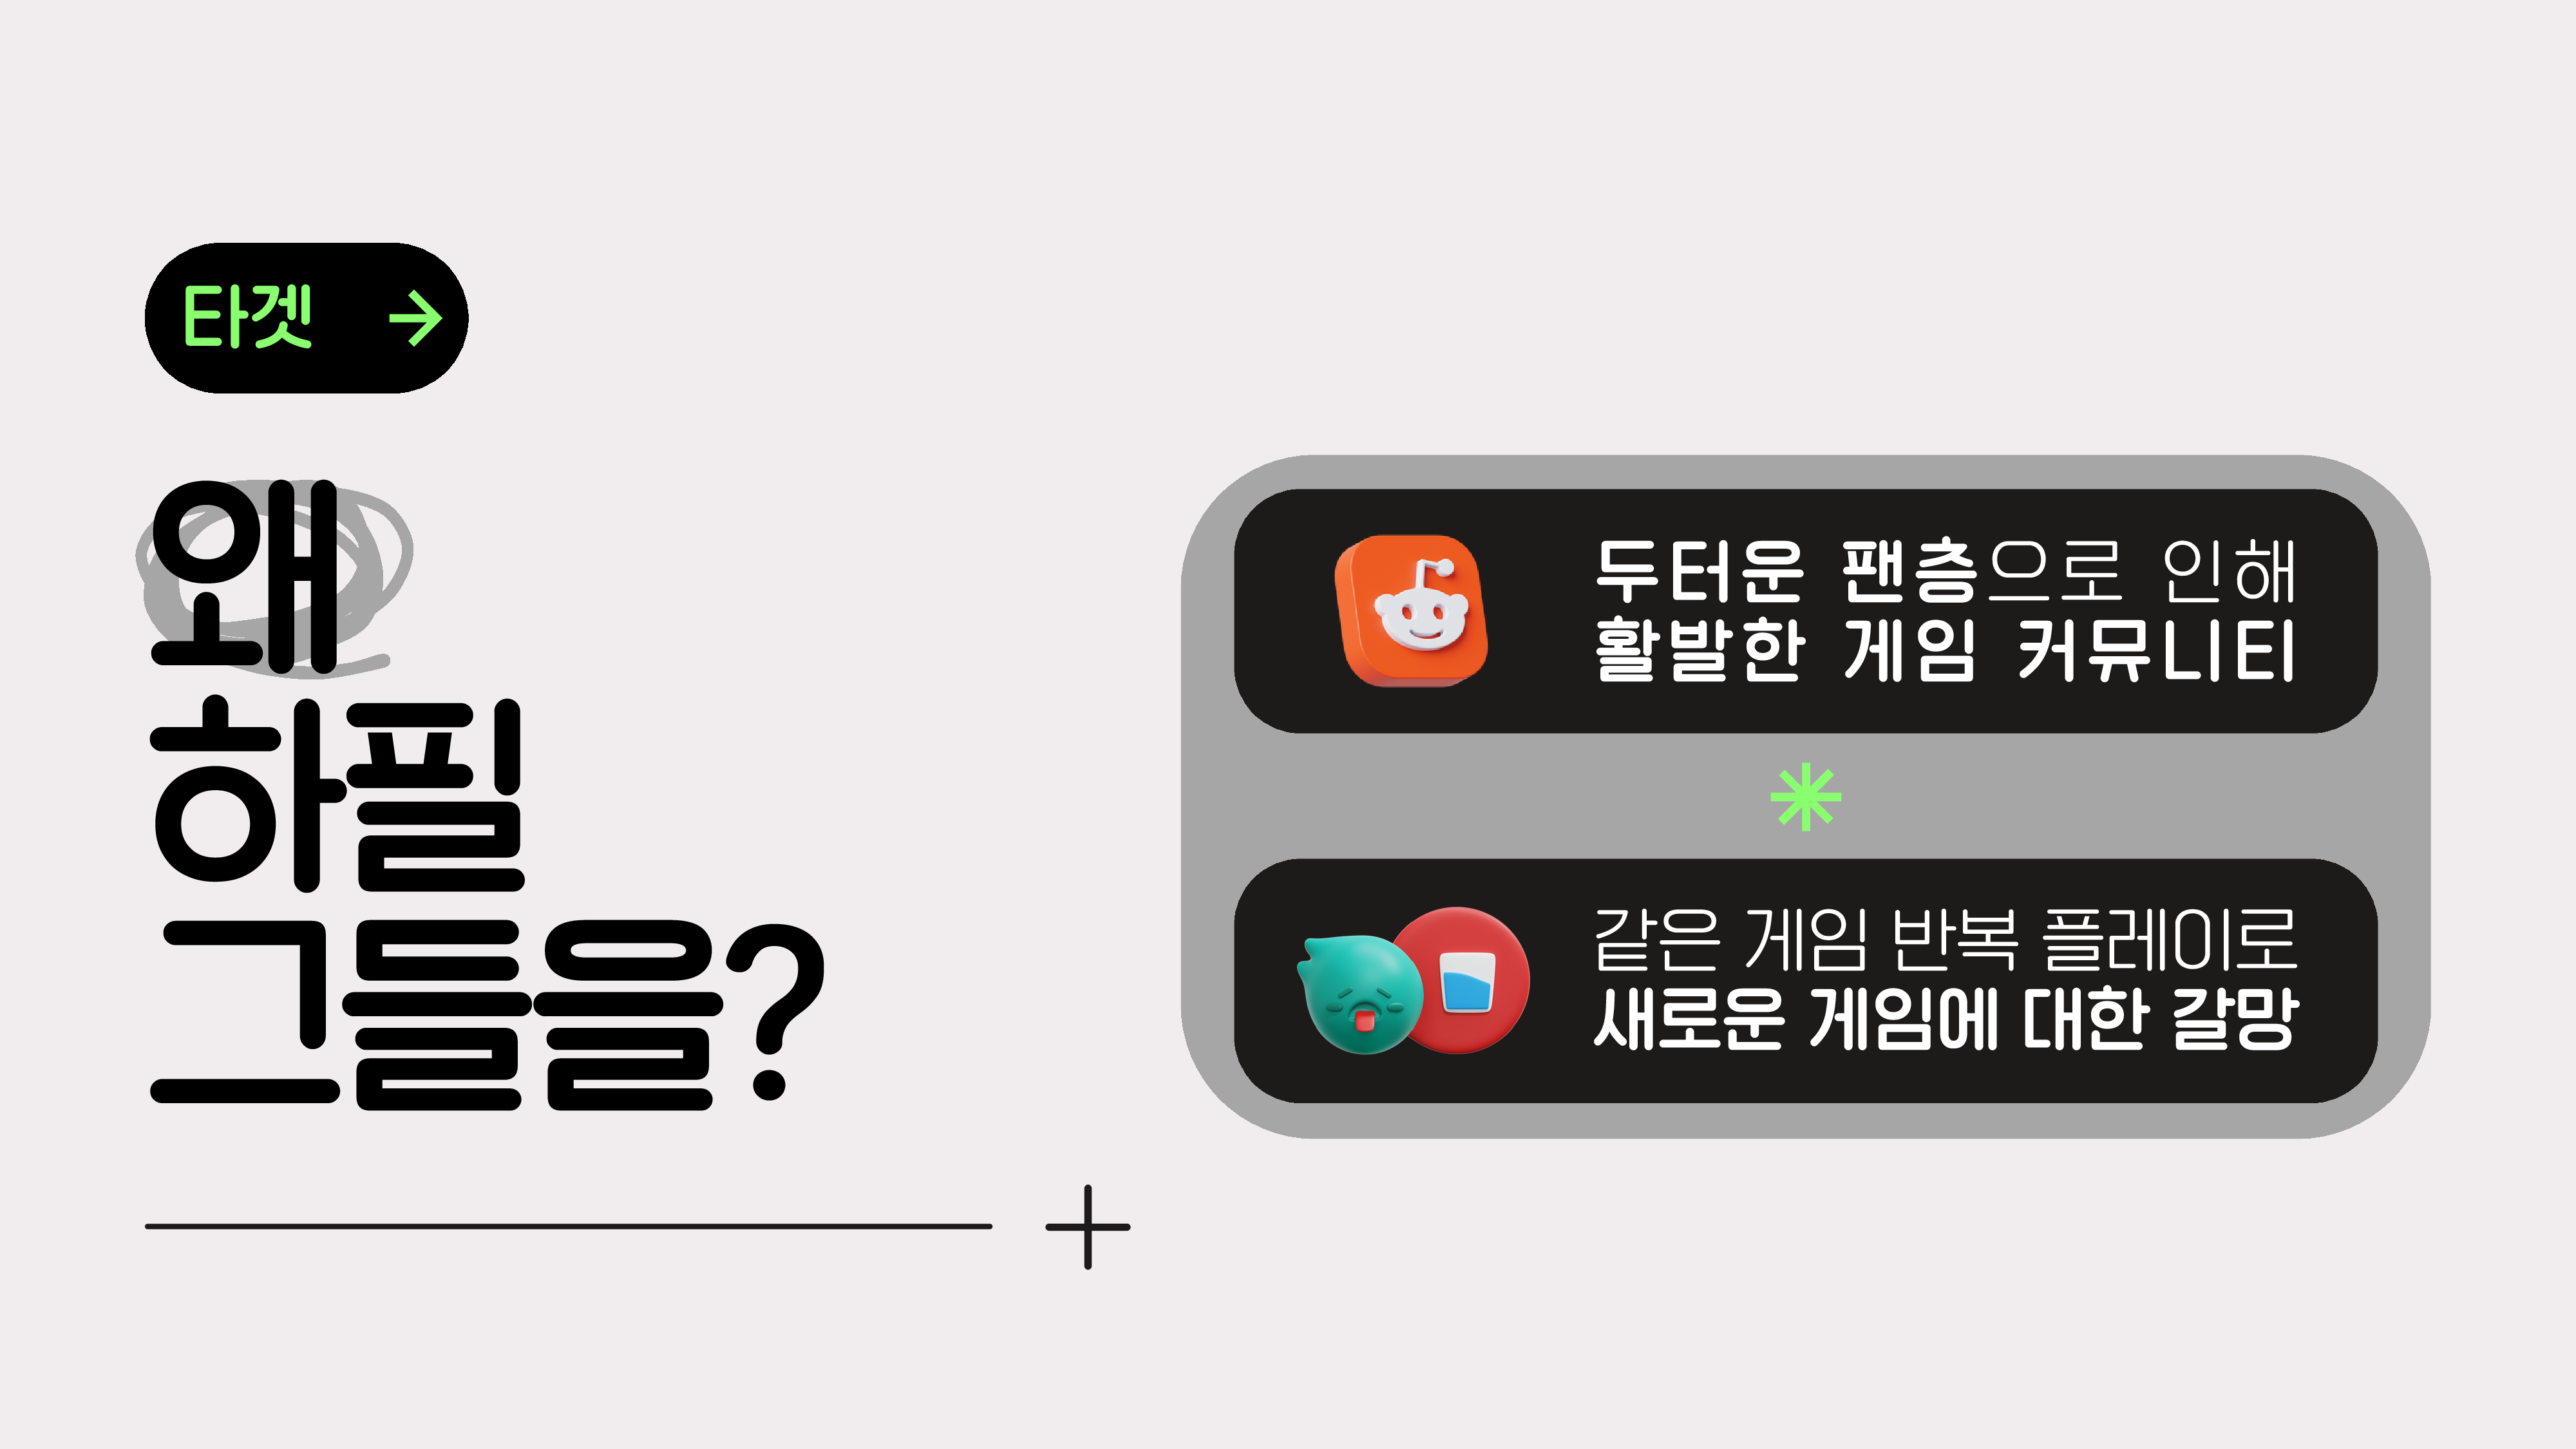 타겟
왜
하필
그들을?
두터운 팬층으로 인해
활발한 게임 커뮤니티
같은 게임 반복 플레이로
새로운 게임에 대한 갈망